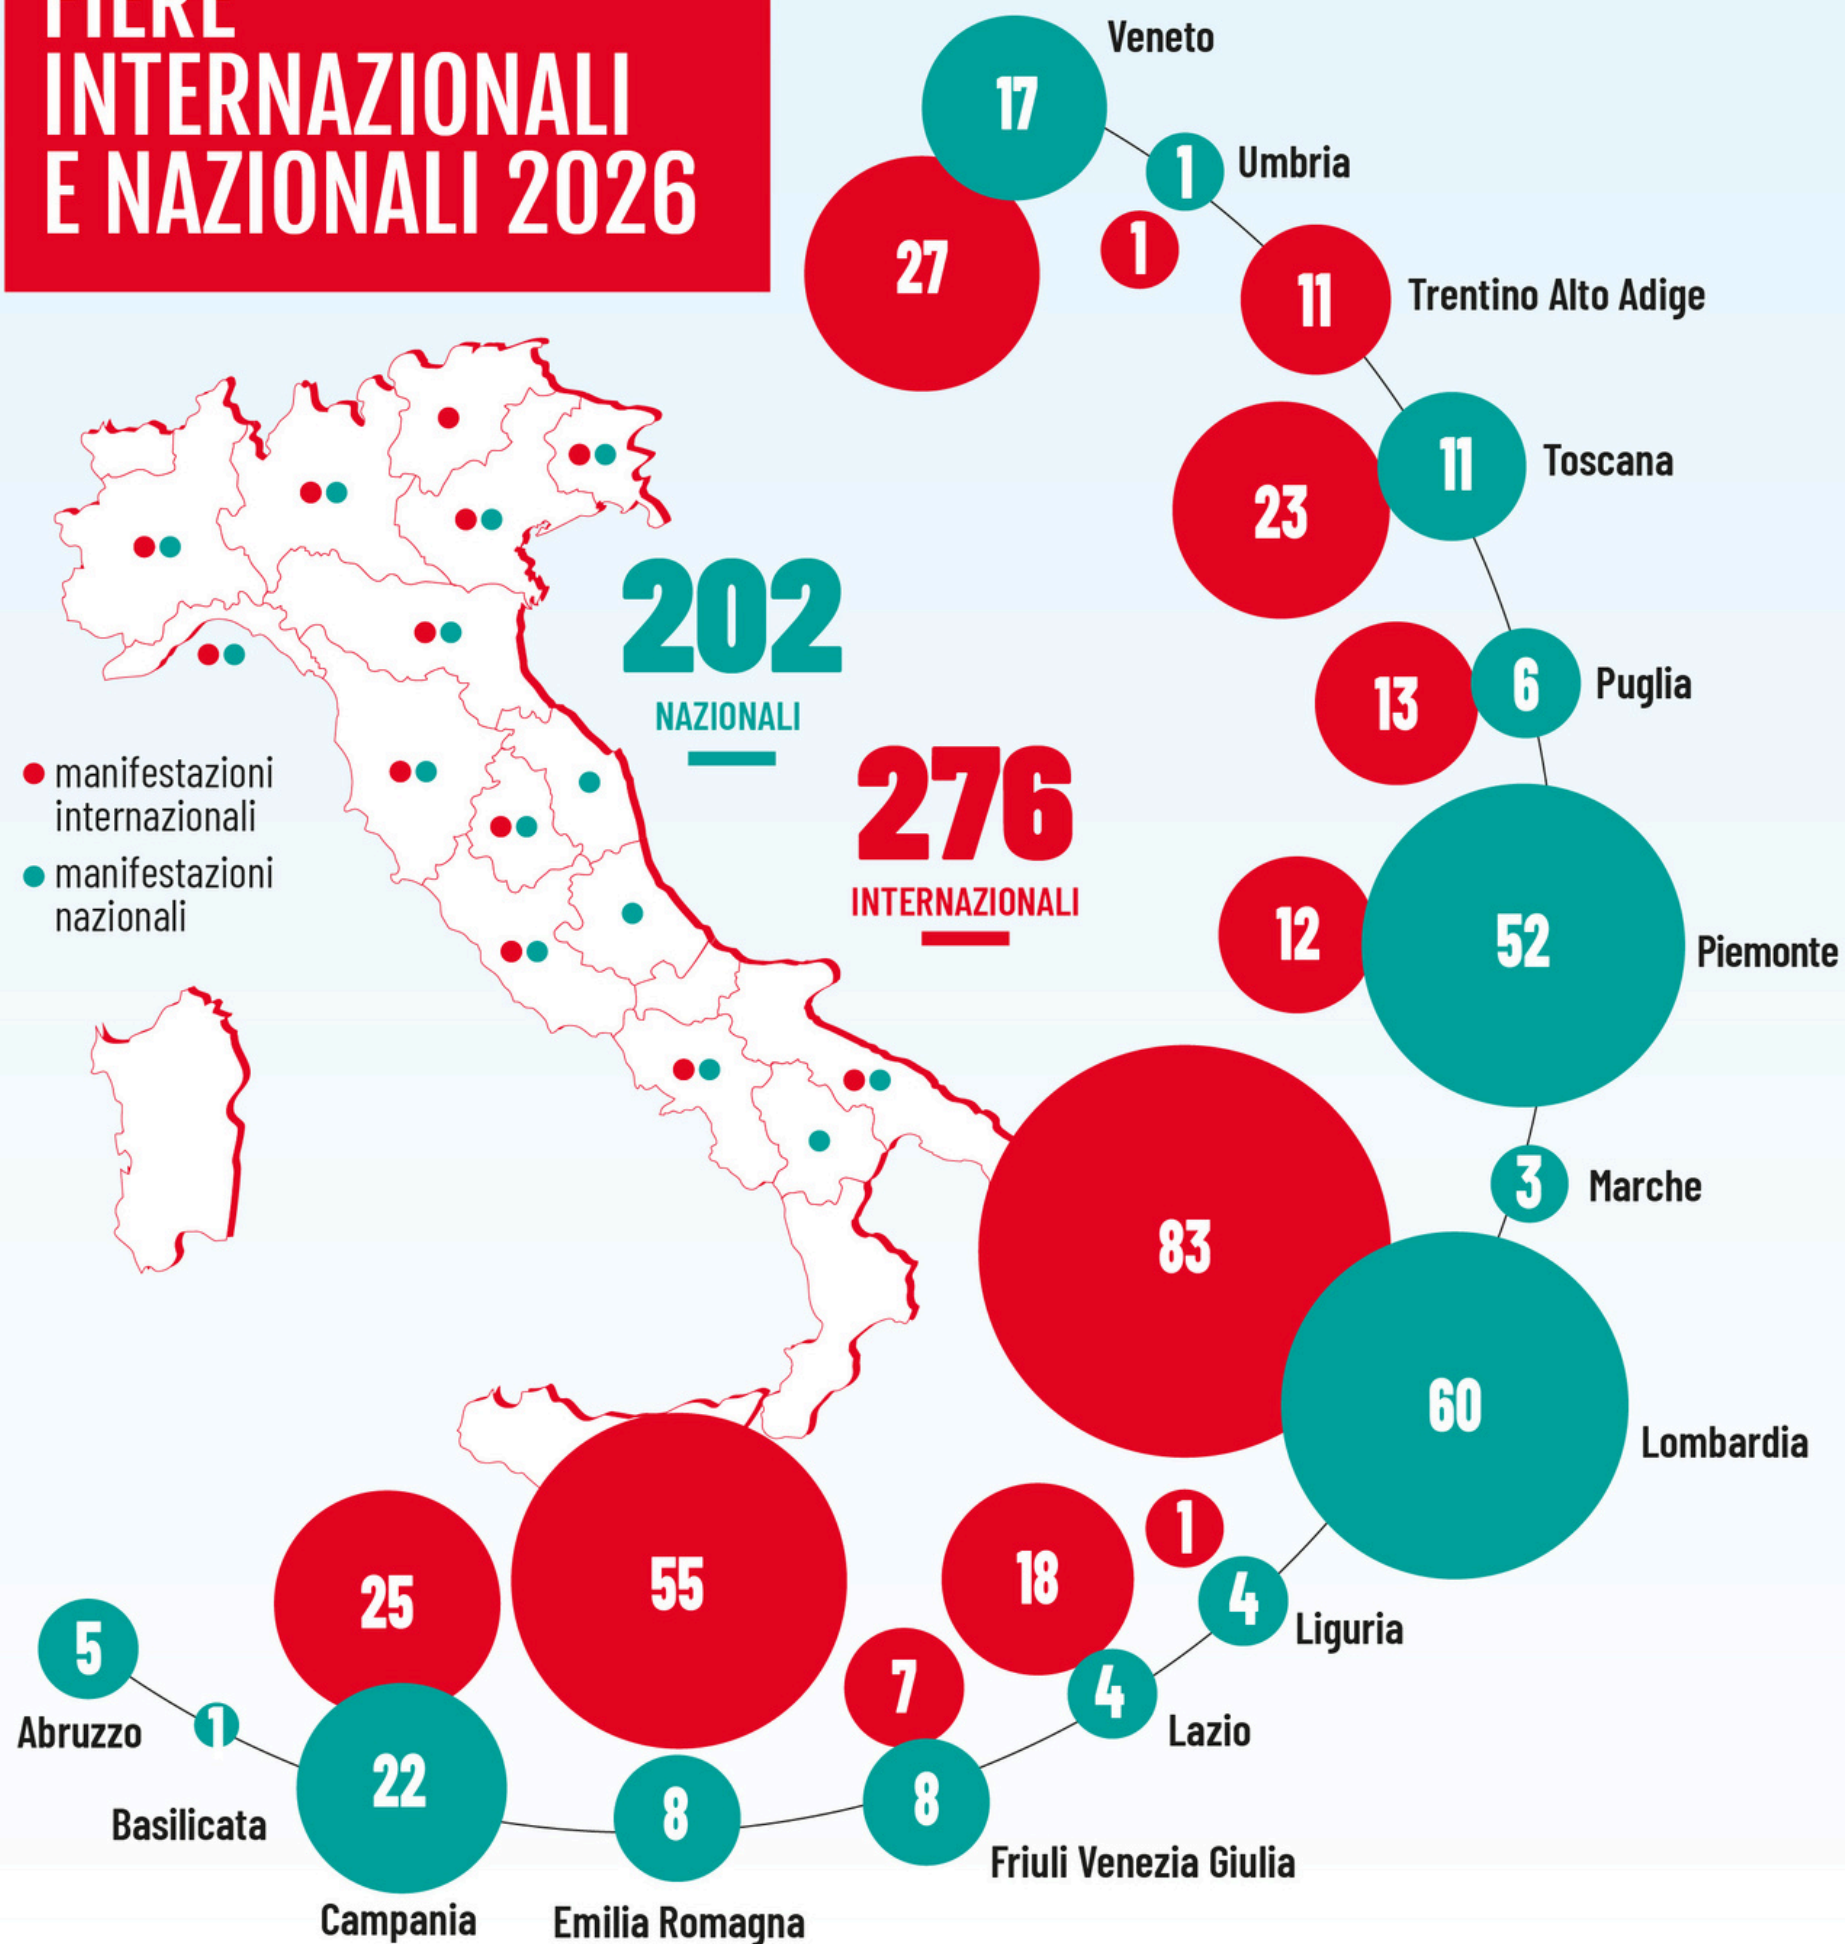 FIERE
INTERNAZIONALI
E NAZIONALI 2026
17
Veneto
27
1
Umbria
1
11
Trentino Alto Adige
23
11
Toscana
13
6
Puglia
12
52
Piemonte
3
Marche
83
60
Lombardia
1
4
Liguria
18
4
Lazio
7
8
Friuli Venezia Giulia
55
8
Emilia Romagna
25
22
Campania
1
Basilicata
5
Abruzzo
202
NAZIONALI
276
INTERNAZIONALI
manifestazioni
internazionali
manifestazioni
nazionali